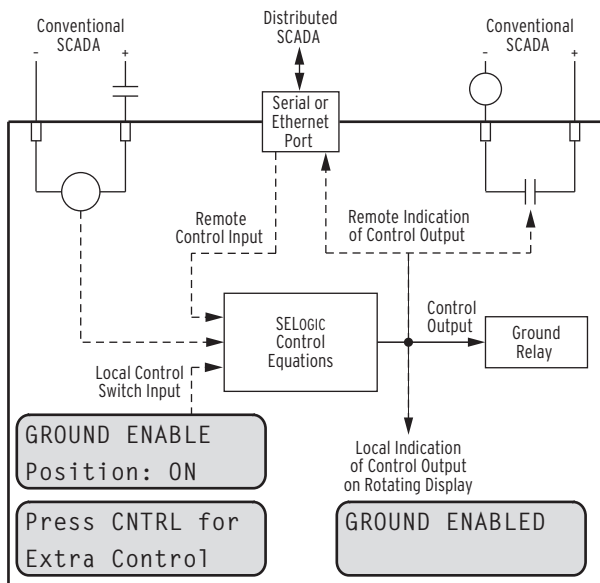 Conventional
SCADA
- +
Distributed
SCADA
Conventional
SCADA
- +
Serial or
Ethernet
Port
Remote
Control Input
Remote Indication
of Control Output
SELOGIC
Control
Equations
Control
Output
Ground
Relay
Local Control
Switch Input
GROUND ENABLE
Position: ON
Local Indication
of Control Output
on Rotating Display
Press CNTRL for
Extra Control
GROUND ENABLED